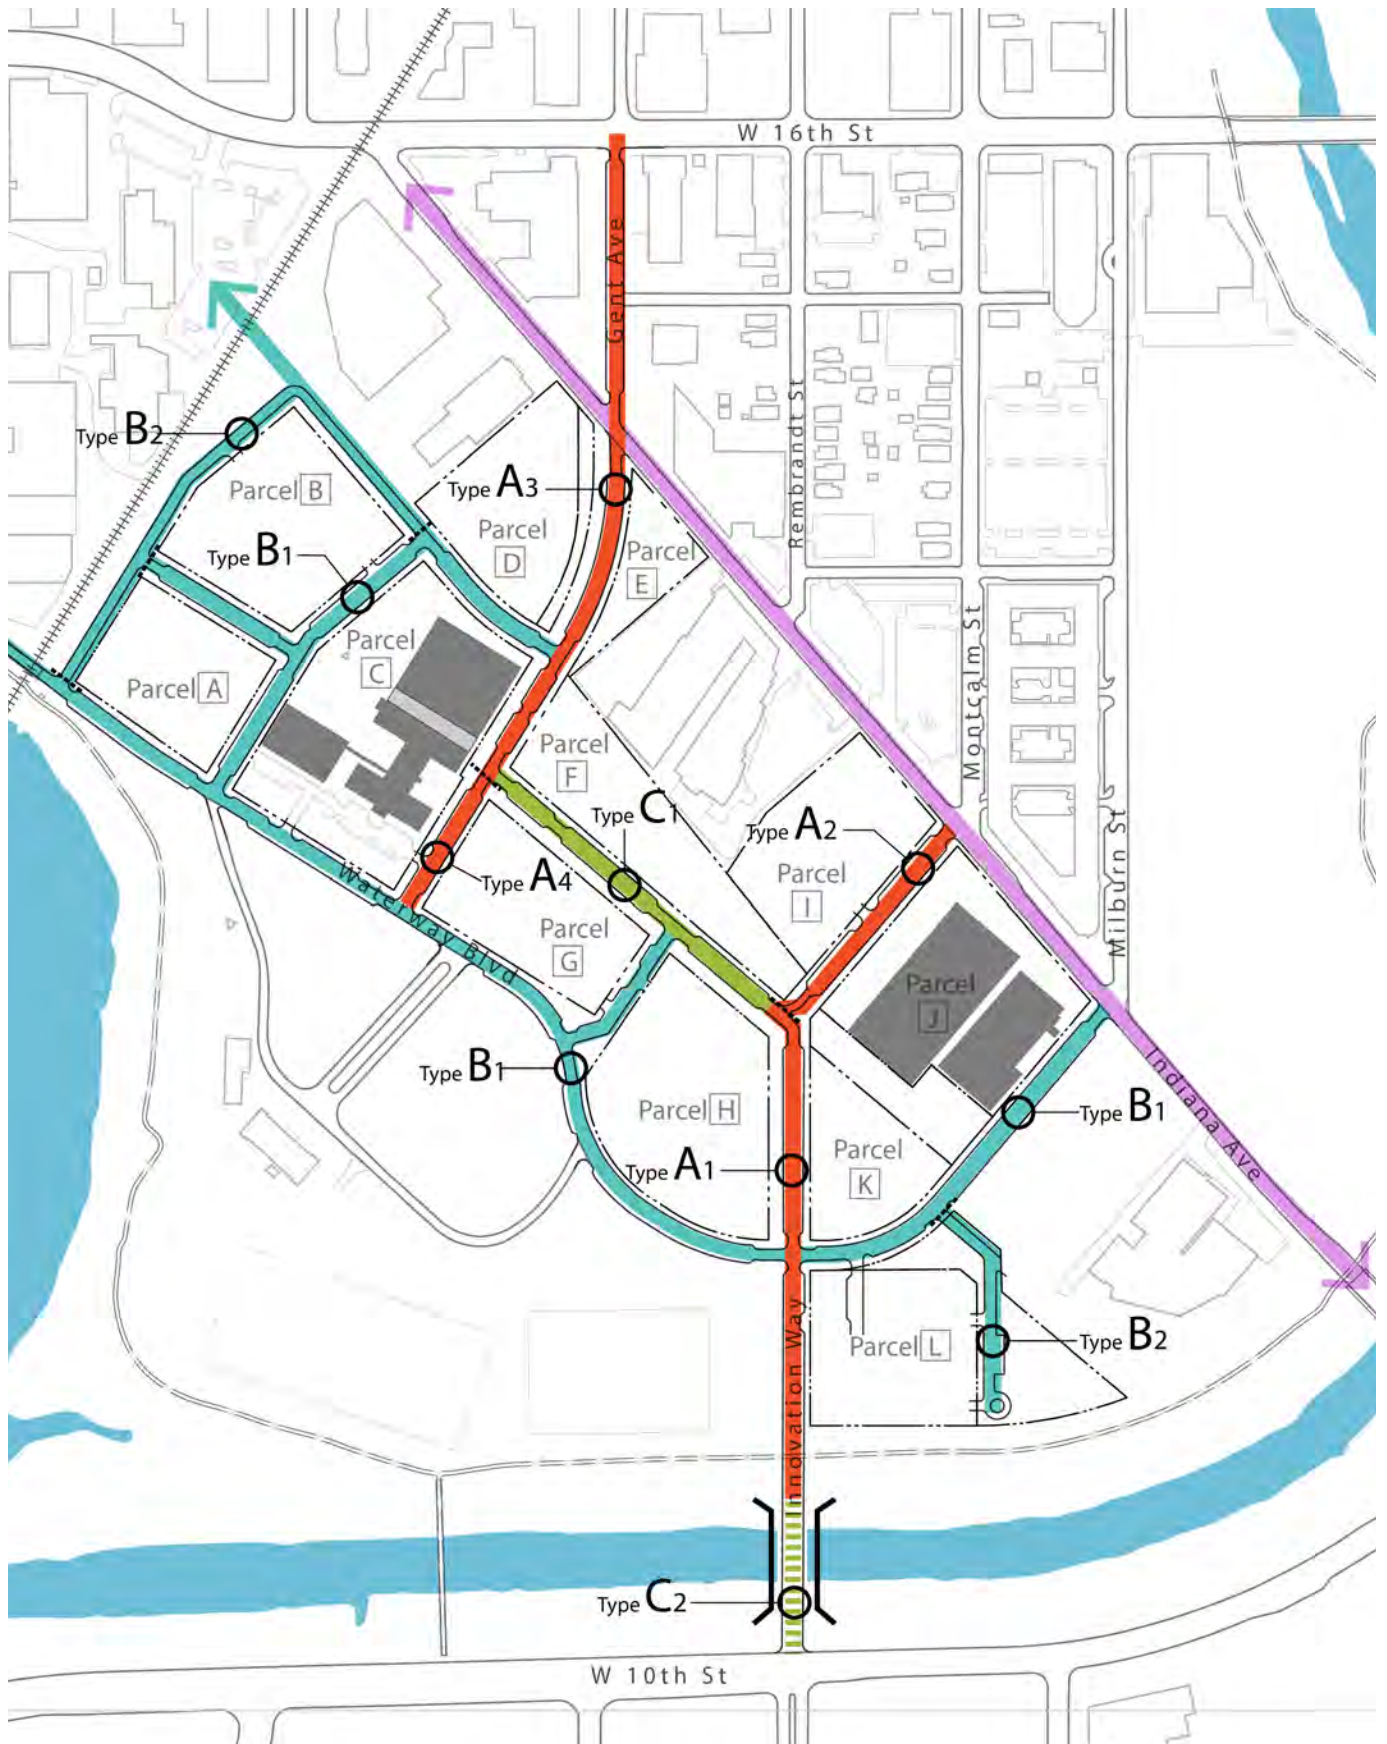 W 16th St
Gent Ave
Type B2
Parcel B
Type A3
Rembrandt St
Parcel D
Type B1
Parcel E
Parcel C
Parcel A
Montcalm St
Parcel F
Type C1
Type A2
Milburn St
Type A4
Parcel I
Waterway Blvd
Parcel G
Parcel J
Type B1
Indiana Ave
Parcel H
Type B1
Type A1
Parcel K
Innovation Way
Parcel L
Type B2
Type C2
W 10th St